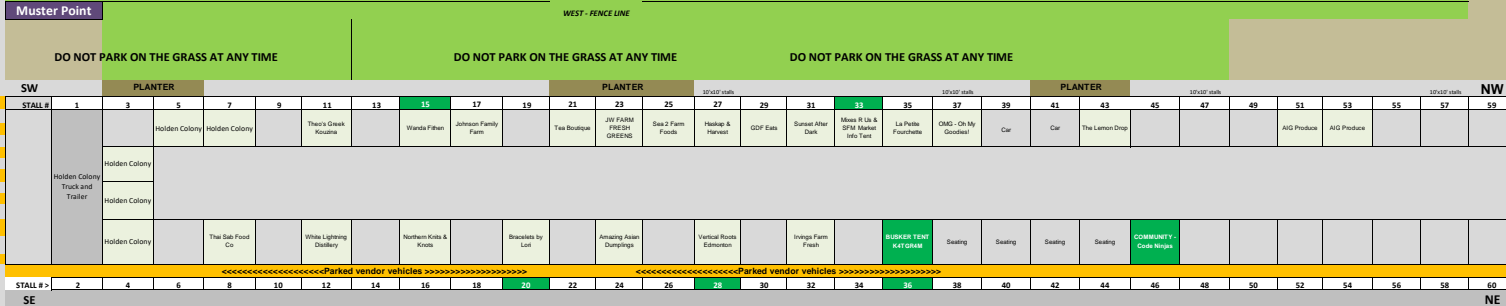 Muster Point
WEST - FENCE LINE
DO NOT PARK ON THE GRASS AT ANY TIME DO NOT PARK ON THE GRASS AT ANY TIME DO NOT PARK ON THE GRASS AT ANY TIME
SW PLANTER PLANTER 10'x10' stalls 10'x10' stalls PLANTER 10'x10' stalls 10'x10' stalls NW
STALL # 1 3 5 7 9 11 13 15 17 19 21 23 25 27 29 31 33 35 37 39 41 43 45 47 49 51 53 55 57 59
Holden Colony
Holden Colony
Theo's Greek
Kouzina
Wanda Fithen
Johnson Family
Farm
Tea Boutique
JW FARM
FRESH
GREENS
Sea 2 Farm
Foods
Haskap &
Harvest
GDF Eats
Sunset After
Dark
Mixes R Us &
SFM Market
Info Tent
La Petite
Fourchette
OMG - Oh My
Goodies!
Car
Car
The Lemon Drop
AIG Produce
AIG Produce
Holden Colony
Truck and
Trailer
Holden Colony
Holden Colony
Holden Colony
Thai Sab Food
Co
White Lightning
Distillery
Northern Knits &
Knots
Bracelets by
Lori
Amazing Asian
Dumplings
Vertical Roots
Edmonton
Irvings Farm
Fresh
BUSKER TENT
K4TGR4M
Seating
Seating
Seating
Seating
COMMUNITY -
Code Ninjas
<<<<<<<<<<<<<<<<<<<<<Parked vendor vehicles >>>>>>>>>>>>>>>>>>>>> <<<<<<<<<<<<<<<<<<<<<Parked vendor vehicles >>>>>>>>>>>>>>>>>>>>>
STALL # > 2 4 6 8 10 12 14 16 18 20 22 24 26 28 30 32 34 36 38 40 42 44 46 48 50 52 54 56 58 60
SE NE